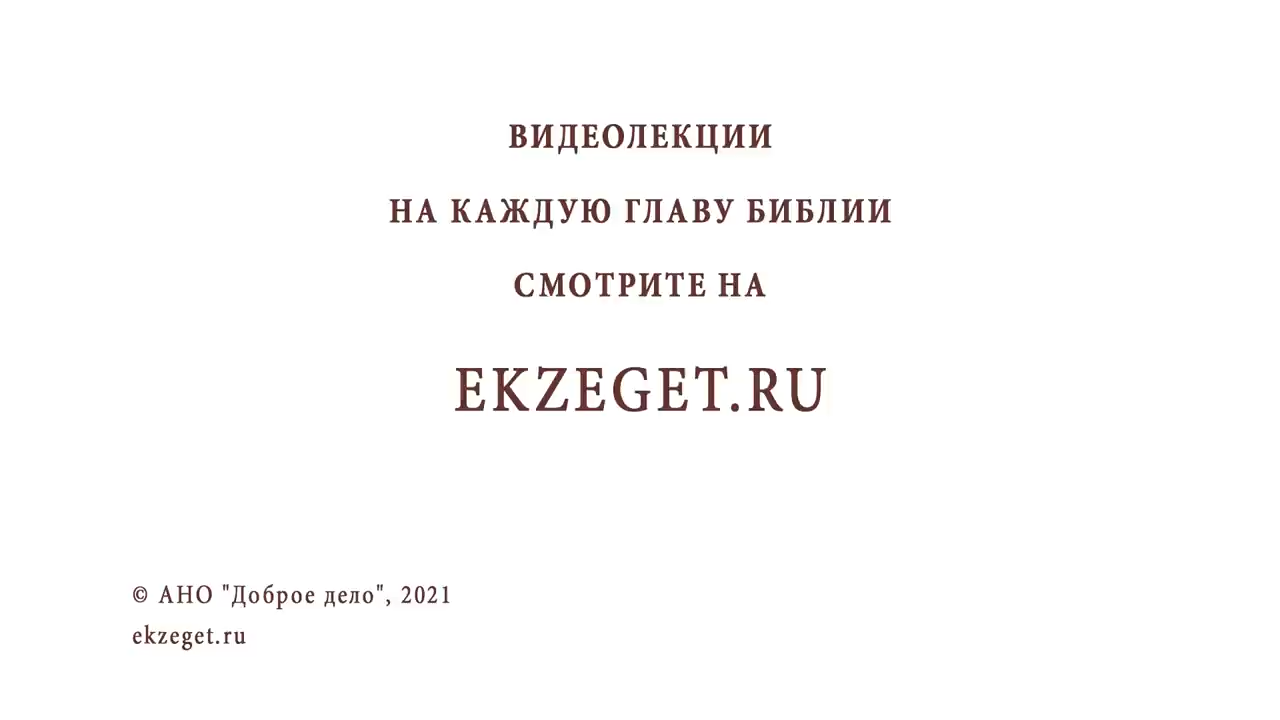 ВИДЕОЛЕКЦИИ
НА КАЖДУЮ ГЛАВУ БИБЛИИ
СМОТРИТЕ НА
EKZEGET.RU
© АНО "Доброе дело", 2021
ekzeget.ru